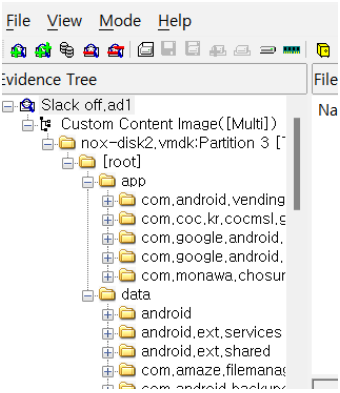 File View Mode Help
Evidence Tree
File
Slack off,ad1
Na
Custom Content Image([Multi])
nox-disk2,vmdk:Partition 3 [
[root]
app
com,android,vending
com,coc,kr,cocmsl,g
com,google,android,
com,google,android,
com,monawa,chosur
data
android
android,ext,services
android,ext,shared
com,amaze,filemanag
com,android,backup